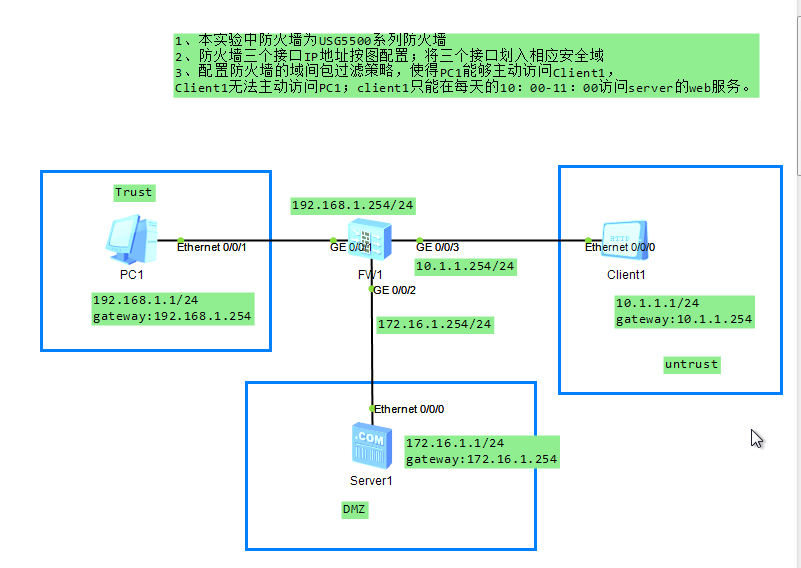 1、本实验中防火墙为USG5500系列防火墙
2、防火墙三个接口IP地址按图配置；将三个接口划入相应安全域
3、配置防火墙的域间包过滤策略，使得PC1能够主动访问Client1，
Client1无法主动访问PC1；client1只能在每天的10：00-11：00访问server的web服务。
Trust
192.168.1.254/24
Ethernet 0/0/1
GE 0/0/1
GE 0/0/3
Ethernet 0/0/0
HTTP
PC1
FW1
Client1
10.1.1.254/24
GE 0/0/2
192.168.1.1/24
gateway:192.168.1.254
10.1.1.1/24
gateway:10.1.1.254
172.16.1.254/24
untrust
Ethernet 0/0/0
.COM
172.16.1.1/24
gateway:172.16.1.254
Server1
DMZ